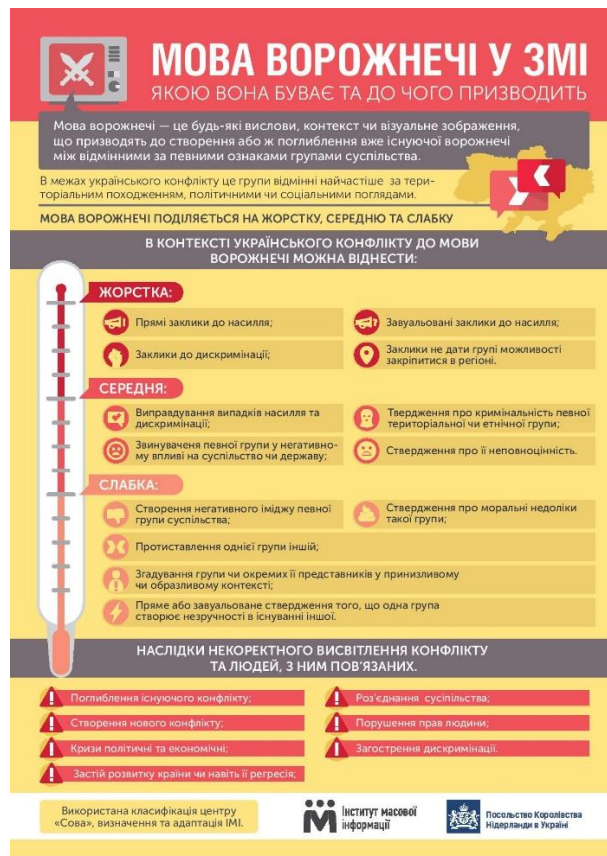 МОВА ВОРОЖНЕЧІ У ЗМІ
ЯКОЮ ВОНА БУВАЄ ТА ДО ЧОГО ПРИЗВОДИТЬ
Мова ворожнечі — це будь-які вислови, контекст чи візуальне зображення,
що призводять до створення або ж поглиблення вже існуючої ворожнечі
між відмінними за певними ознаками групами суспільства.
В межах українського конфлікту це групи відмінні найчастіше за тери-
торіальним походженням, політичними чи соціальними поглядами.
МОВА ВОРОЖНЕЧІ ПОДІЛЯЄТЬСЯ НА ЖОРСТКУ, СЕРЕДНЮ ТА СЛАБКУ
В КОНТЕКСТІ УКРАЇНСЬКОГО КОНФЛІКТУ ДО МОВИ
ВОРОЖНЕЧІ МОЖНА ВІДНЕСТИ:
ЖОРСТКА:
Прямі заклики до насилля;
Завуальовані заклики до насилля;
Заклики до дискримінації;
Заклики не дати групі можливості
закріпитися в регіоні.
СЕРЕДНЯ:
Виправдування випадків насилля та
дискримінації;
Твердження про кримінальність певної
територіальної чи етнічної групи;
Звинуваченя певної групи у негативно-
му впливі на суспільство чи державу;
Ствердження про її неповноцінність.
СЛАБКА:
Створення негативного іміджу певної
групи суспільства;
Ствердження про моральні недоліки
такої групи;
Протиставлення однієї групи іншій;
Згадування групи чи окремих її представників у принизливому
чи образливому контексті;
Пряме або завуальоване ствердження того, що одна група
створює незручності в існуванні іншої.
НАСЛІДКИ НЕКОРЕКТНОГО ВИСВІТЛЕННЯ КОНФЛІКТУ
ТА ЛЮДЕЙ, З НИМ ПОВ'ЯЗАНИХ.
Поглиблення існуючого конфлікту;
Роз'єднання суспільства;
Створення нового конфлікту;
Порушення прав людини;
Кризи політичні та економічні;
Загострення дискримінації.
Застій розвитку країни чи навіть її регресія;
Використана класифікація центру
«Сова», визначення та адаптація ІМІ.
Інститут масової
інформації
Посольство Королівства
Нідерланди в Україні